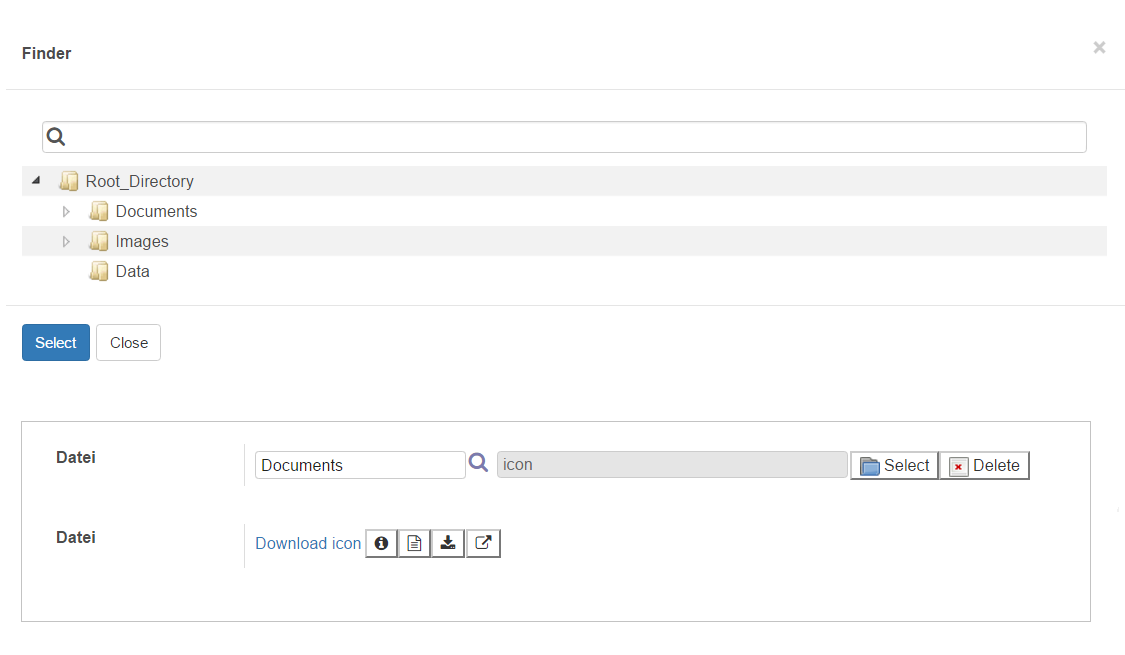 Finder
×
Root_Directory
Documents
Images
Data
Select Close
Datei Documents icon Select Delete
Datei Download icon